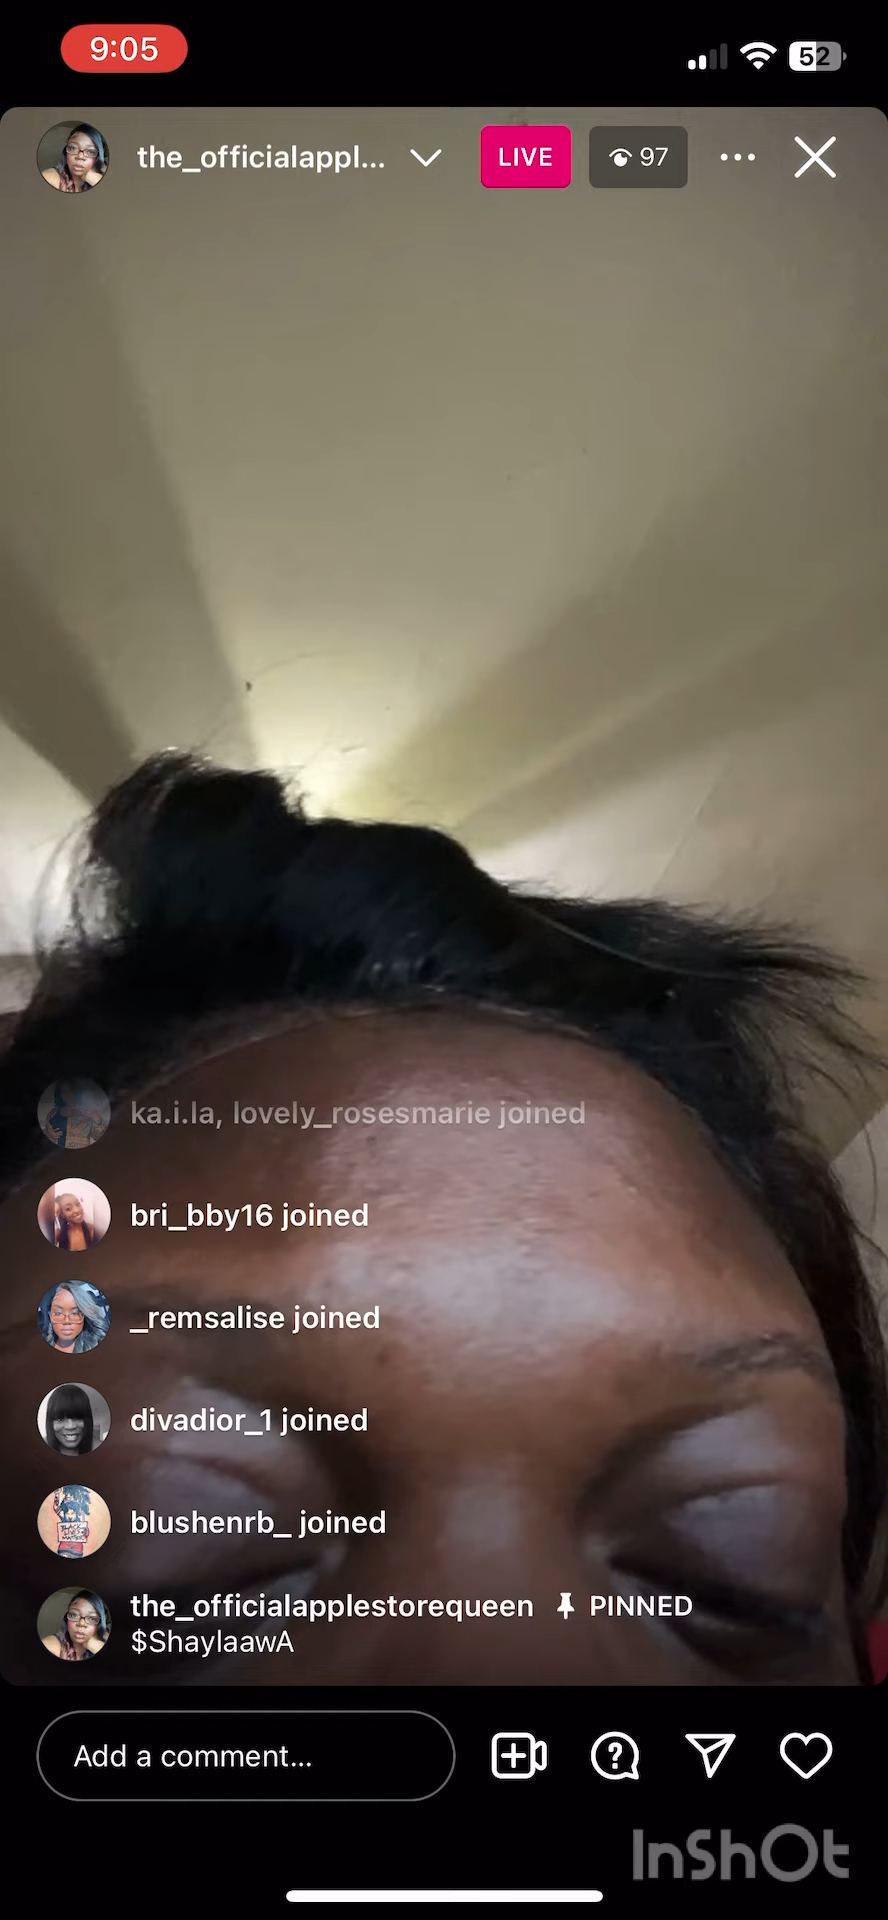 9:05
52
the_officialappl...
LIVE
97
ka.i.la, lovely_rosesmarie joined
bri_bby16 joined
_remsalise joined
divadior_1 joined
blushenrb_ joined
the_officialapplestorequeen PINNED
$ShaylaawA
Add a comment...
InShOt